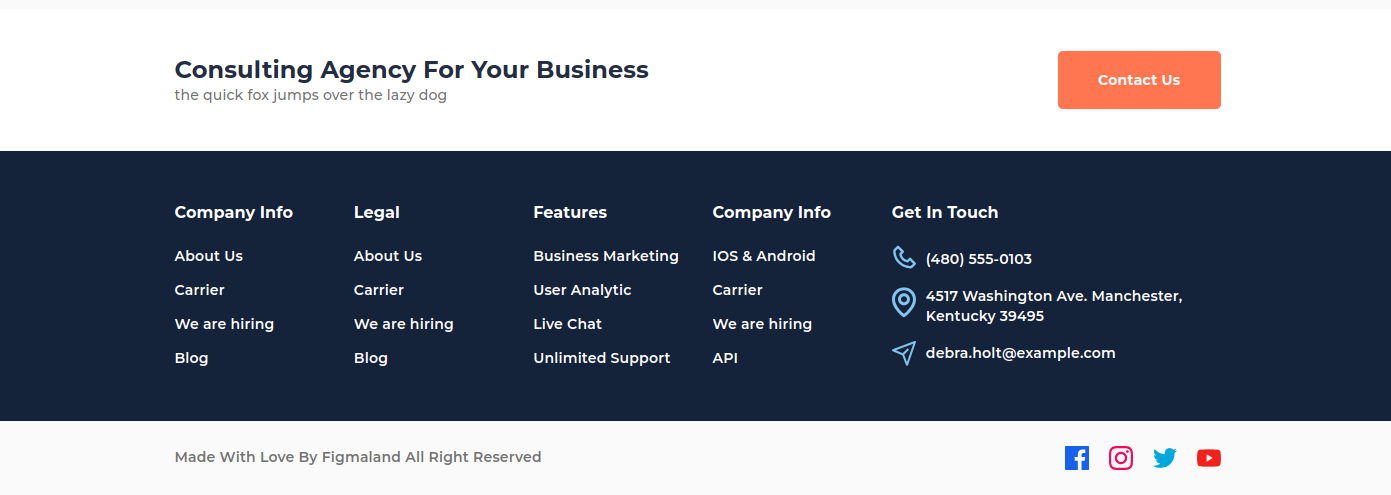 Consulting Agency For Your Business
the quick fox jumps over the lazy dog
Contact Us
Company Info
About Us
Carrier
We are hiring
Blog
Legal
About Us
Carrier
We are hiring
Blog
Features
Business Marketing
User Analytic
Live Chat
Unlimited Support
Company Info
IOS & Android
Carrier
We are hiring
API
Get In Touch
(480) 555-0103
4517 Washington Ave. Manchester,
Kentucky 39495
debra.holt@example.com
Made With Love By Figmaland All Right Reserved